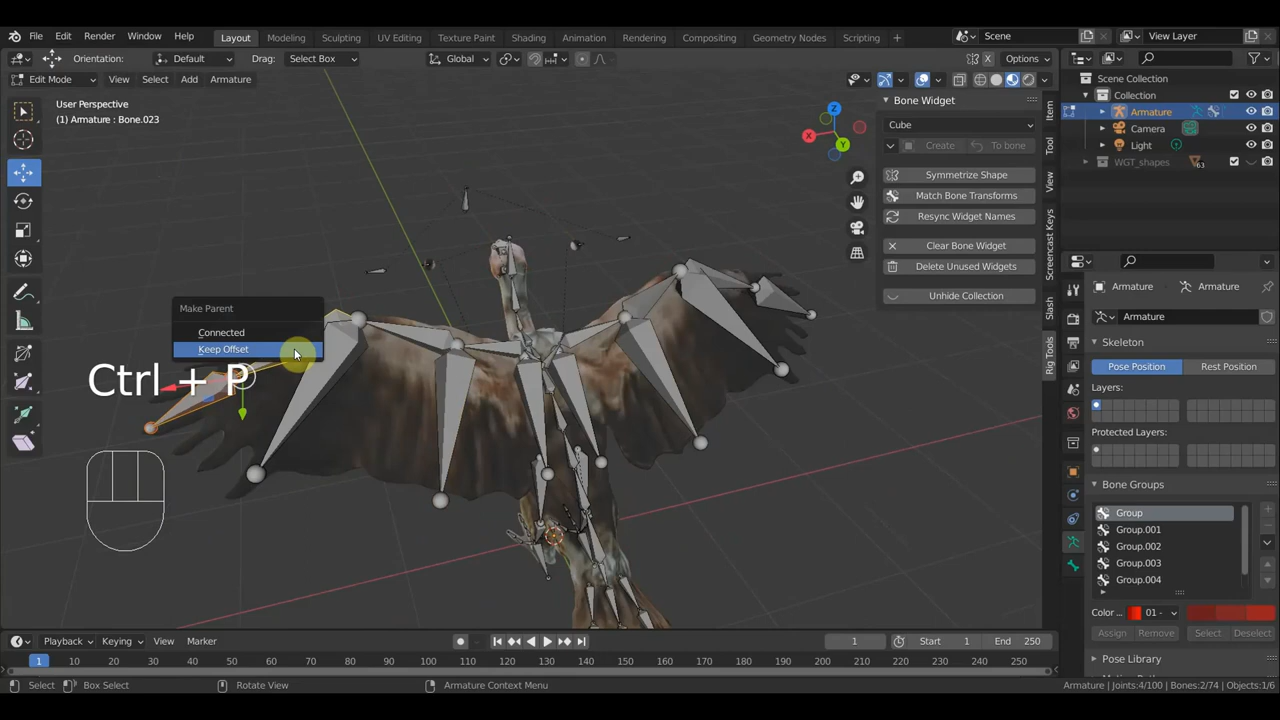 File Edit Render Window Help Layout Modeling Sculpting UV Editing Texture Paint Shading Animation Rendering Compositing Geometry Nodes Scripting + Scene View Layer
Orientation: Default Drag: Select Box Global Options
Edit Mode View Select Add Armature
User Perspective
(1) Armature : Bone.023
Z
X
Y
Make Parent
Connected
Keep Offset
Ctrl + P
Bone Widget
Cube
Create To bone
Symmetrize Shape
Match Bone Transforms
Resync Widget Names
Clear Bone Widget
Delete Unused Widgets
Unhide Collection
Item
Tool
View
Screencast Keys
Slash
Rig Tools
Scene Collection
Collection
Armature
Camera
Light
WGT_shapes 63
Armature Armature
Armature
Skeleton
Pose Position Rest Position
Layers:
Protected Layers:
Bone Groups
Group
Group.001
Group.002
Group.003
Group.004
Color ... 01 -
Assign Remove Select Deselect
Pose Library
Playback Keying View Marker 1 Start 1 End 250
1 10 20 30 40 50 60 70 80 90 100 110 120 130 140 150 160 170 180 190 200 210 220 230 240 250
Select Box Select Rotate View Armature Context Menu Armature | Joints:4/100 | Bones:2/74 | Objects:1/6